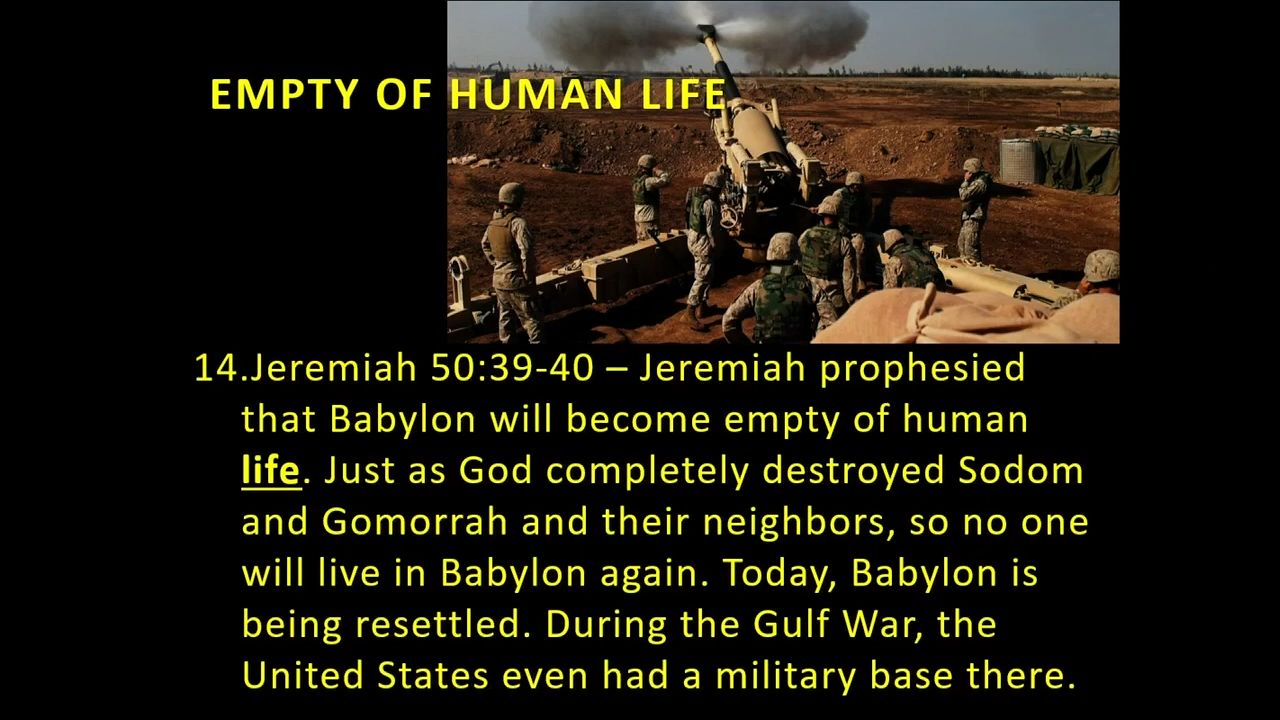 EMPTY OF HUMAN LIFE
14.Jeremiah 50:39-40 – Jeremiah prophesied
that Babylon will become empty of human
life. Just as God completely destroyed Sodom
and Gomorrah and their neighbors, so no one
will live in Babylon again. Today, Babylon is
being resettled. During the Gulf War, the
United States even had a military base there.